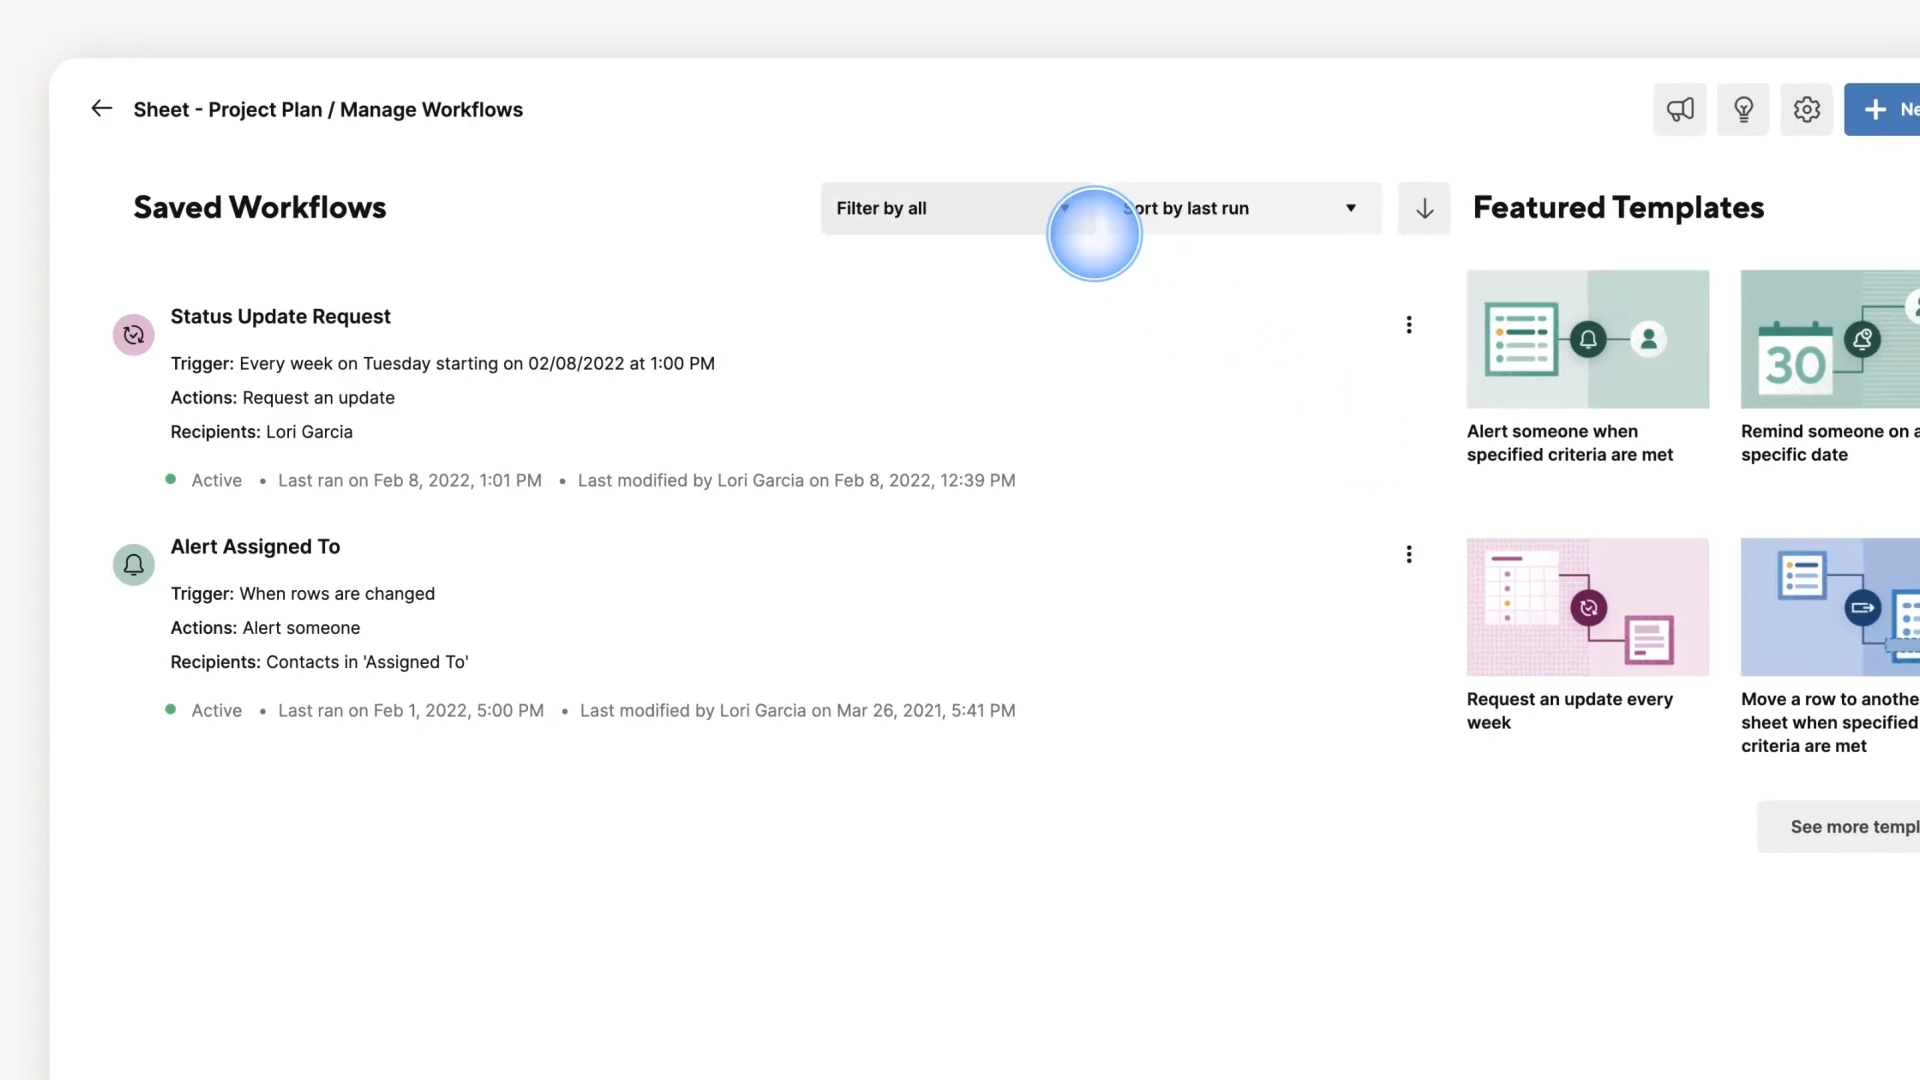 Sheet - Project Plan / Manage Workflows
Saved Workflows
Filter by all
ort by last run
Featured Templates
Status Update Request
Trigger: Every week on Tuesday starting on 02/08/2022 at 1:00 PM
Actions: Request an update
Recipients: Lori Garcia
Active • Last ran on Feb 8, 2022, 1:01 PM • Last modified by Lori Garcia on Feb 8, 2022, 12:39 PM
Alert Assigned To
Trigger: When rows are changed
Actions: Alert someone
Recipients: Contacts in 'Assigned To'
Active • Last ran on Feb 1, 2022, 5:00 PM • Last modified by Lori Garcia on Mar 26, 2021, 5:41 PM
Alert someone when
specified criteria are met
30
Remind someone on a
specific date
Request an update every
week
Move a row to anothe
sheet when specified
criteria are met
See more templ